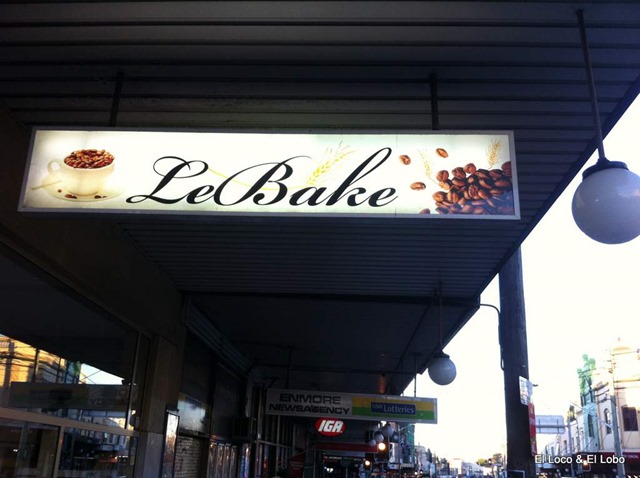 LeBake
ENMORE
NEWSAGENCY
Lotteries
IGA
El Loco & El Lobo